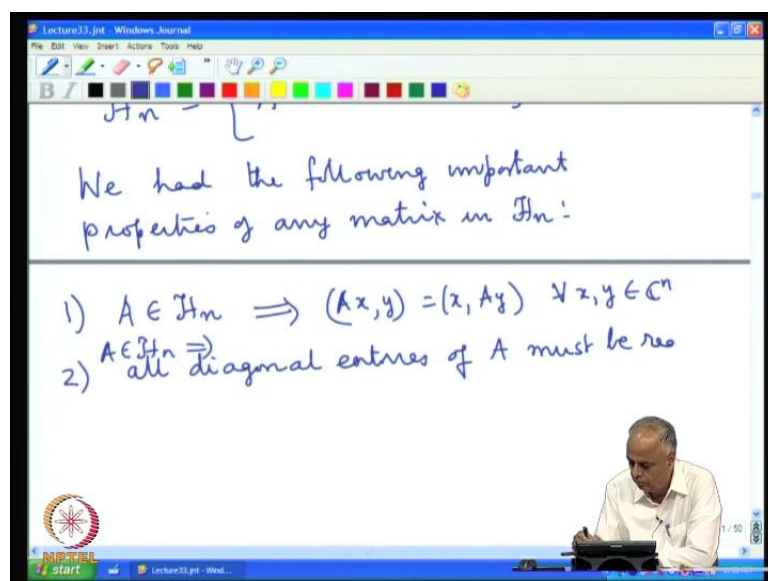 Lecture33.jnt - Windows Journal
File Edit View Insert Actions Tools Help
B I
Hn = {
We had the following important
properties of any matrix in Hn :
1) A ∈ Hn ⟹ (Ax, y) = (x, Ay) ∀ x, y ∈ ℂⁿ
A ∈ Hn ⟹
2) all diagonal entries of A must be rea
1 / 50
NPTEL
start
Lecture33.jnt - Wind...